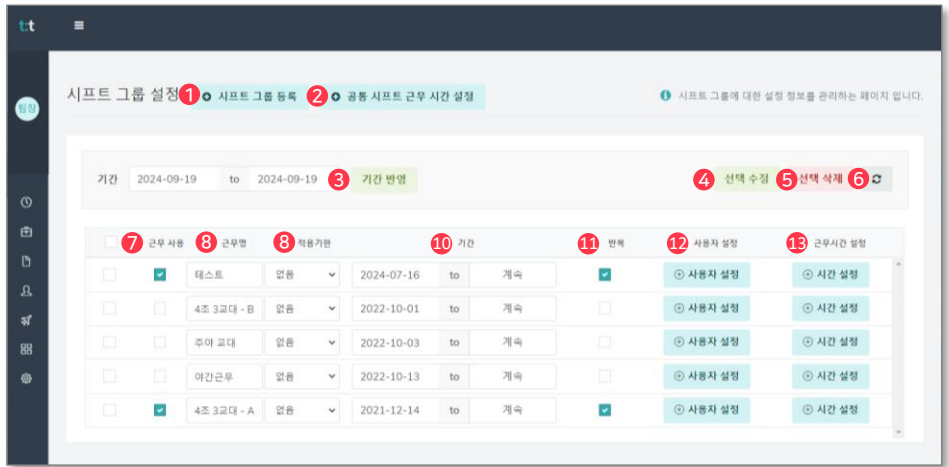 t:t
팀장
시프트 그룹 설정 1 시프트 그룹 등록 2 공통 시프트 근무 시간 설정 시프트 그룹에 대한 설정 정보를 관리하는 페이지 입니다.
기간 2024-09-19 to 2024-09-19 3 기간 반영 4 선택 수정 5 선택 삭제 6
7 근무 사용 8 근무명 8 적용기한 10 기간 11 반복 12 사용자 설정 13 근무시간 설정
테스트 없음 2024-07-16 to 계속 사용자 설정 시간 설정
4조 3교대 - B 없음 2022-10-01 to 계속 사용자 설정 시간 설정
주야 교대 없음 2022-10-03 to 계속 사용자 설정 시간 설정
야간근무 없음 2022-10-13 to 계속 사용자 설정 시간 설정
4조 3교대 - A 없음 2021-12-14 to 계속 사용자 설정 시간 설정